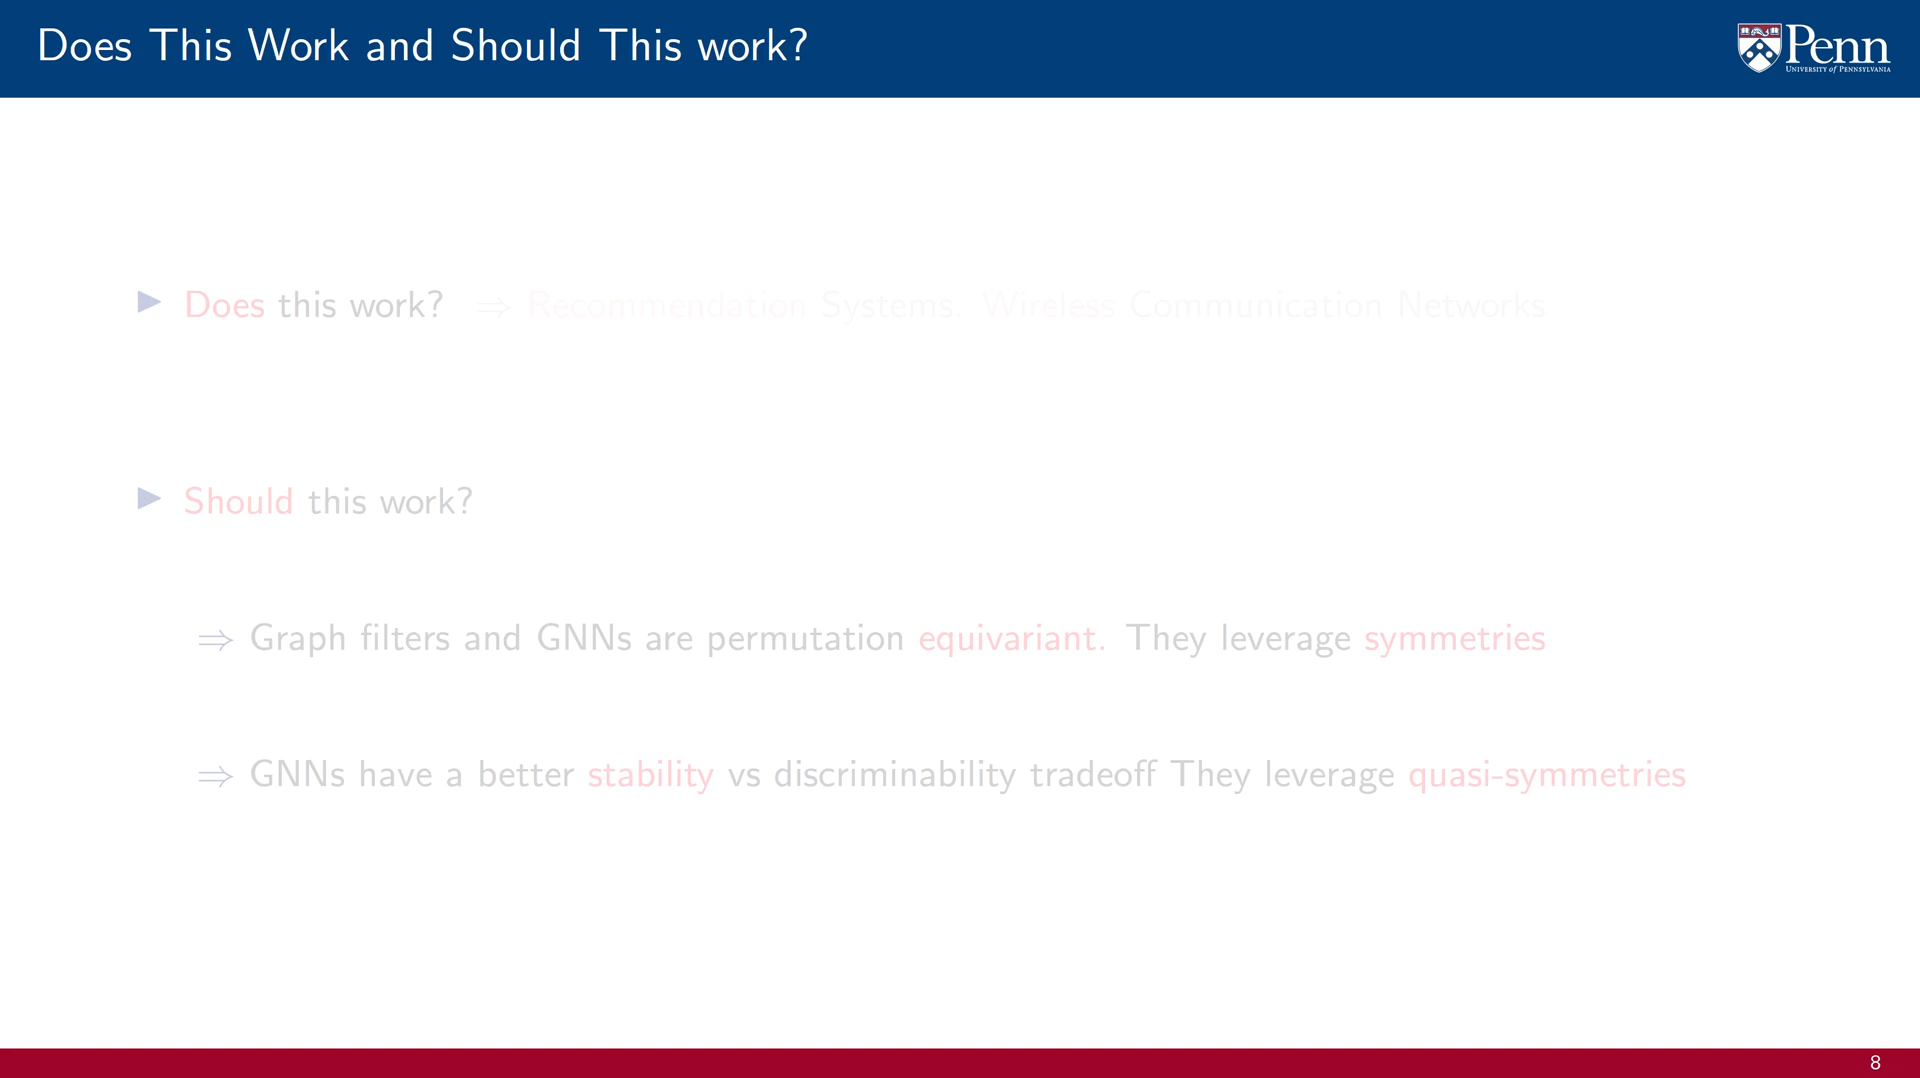 Does This Work and Should This work?
Penn
UNIVERSITY of PENNSYLVANIA
▶ Does this work? ⇒ Recommendation Systems. Wireless Communication Networks
▶ Should this work?
⇒ Graph filters and GNNs are permutation equivariant. They leverage symmetries
⇒ GNNs have a better stability vs discriminability tradeoff They leverage quasi-symmetries
8